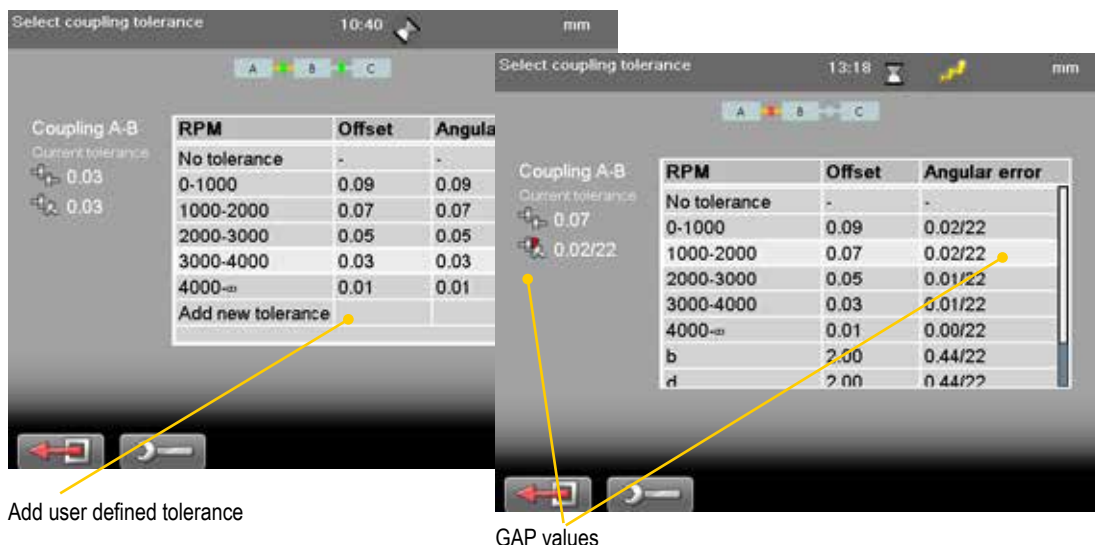 Select coupling tolerance 10:40 mm
A B C
Coupling A-B
Current tolerance
0.03
0.03
RPM Offset Angula
No tolerance - -
0-1000 0.09 0.09
1000-2000 0.07 0.07
2000-3000 0.05 0.05
3000-4000 0.03 0.03
4000-∞ 0.01 0.01
Add new tolerance
Add user defined tolerance
Select coupling tolerance 13:18 mm
A B C
Coupling A-B
Current tolerance
0.07
0.02/22
RPM Offset Angular error
No tolerance - -
0-1000 0.09 0.02/22
1000-2000 0.07 0.02/22
2000-3000 0.05 0.01/22
3000-4000 0.03 0.01/22
4000-∞ 0.01 0.00/22
b 2.00 0.44/22
d 2.00 0.44/22
GAP values